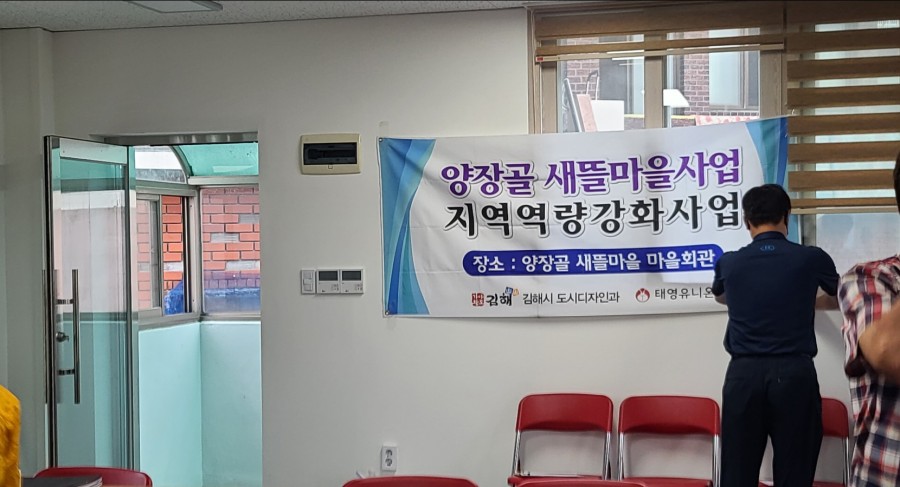 양장골 새뜰마을사업
지역역량강화사업
장소 : 양장골 새뜰마을 마을회관
김해 김해시 도시디자인과 태영유니온